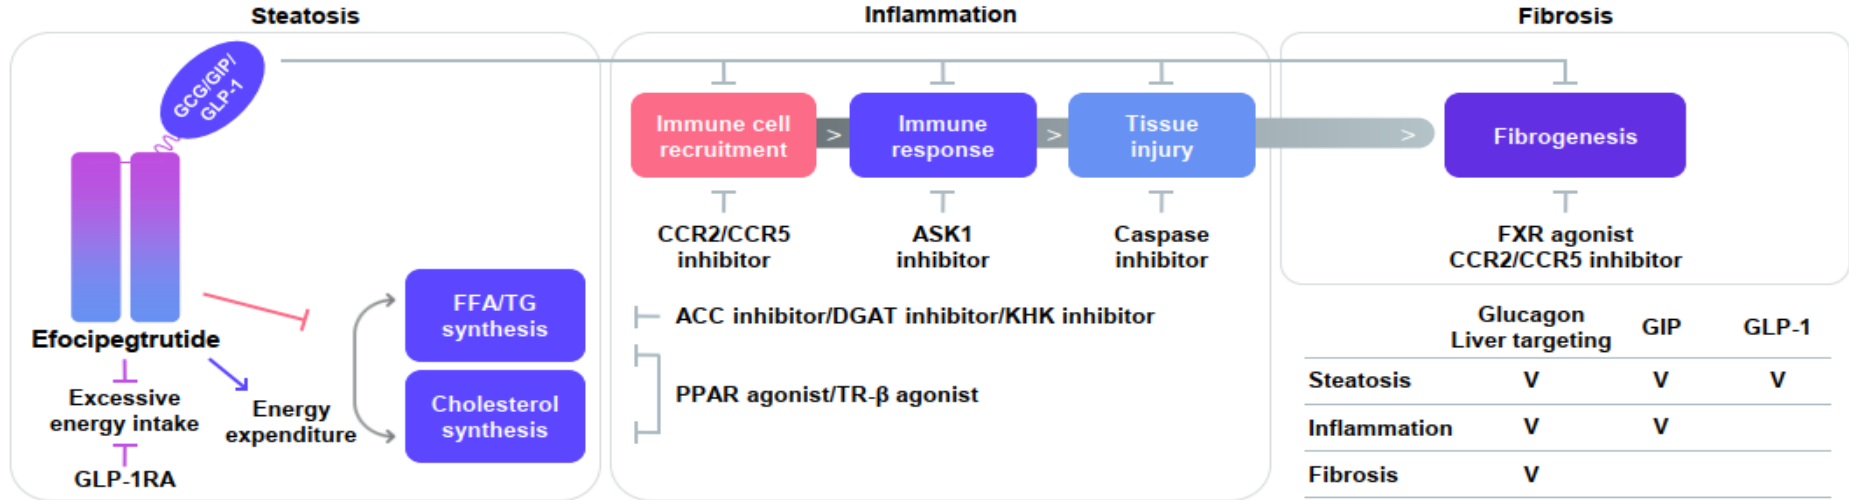 Steatosis
Inflammation
Fibrosis
GCG/GIP/
GLP-1
Efocipegtrutide
Excessive
energy intake
GLP-1RA
Energy
expenditure
FFA/TG
synthesis
Cholesterol
synthesis
Immune cell
recruitment
>
Immune
response
>
Tissue
injury
>
Fibrogenesis
CCR2/CCR5
inhibitor
ASK1
inhibitor
Caspase
inhibitor
FXR agonist
CCR2/CCR5 inhibitor
ACC inhibitor/DGAT inhibitor/KHK inhibitor
PPAR agonist/TR-β agonist
Glucagon
Liver targeting
GIP
GLP-1
Steatosis V V V
Inflammation V V
Fibrosis V